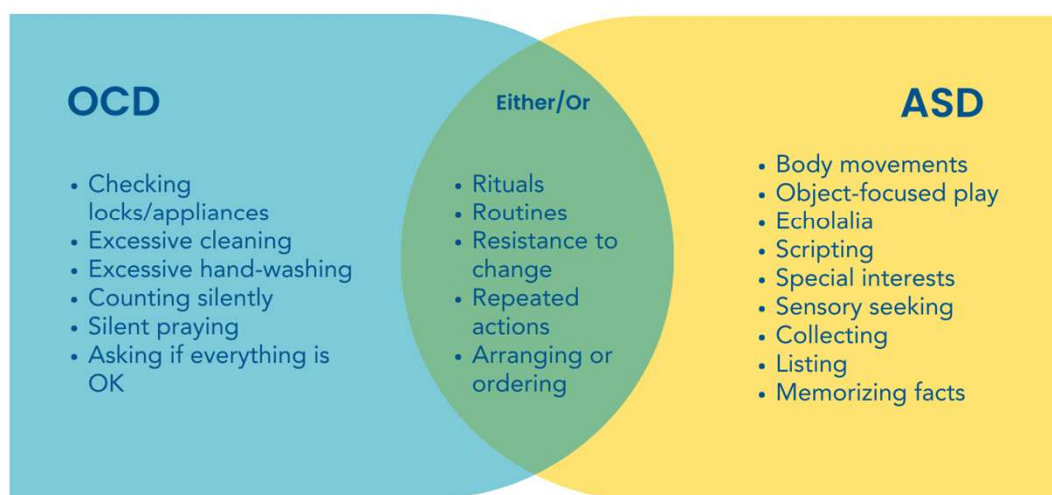 OCD
• Checking
locks/appliances
• Excessive cleaning
• Excessive hand-washing
• Counting silently
• Silent praying
• Asking if everything is
OK
Either/Or
• Rituals
• Routines
• Resistance to
change
• Repeated
actions
• Arranging or
ordering
ASD
• Body movements
• Object-focused play
• Echolalia
• Scripting
• Special interests
• Sensory seeking
• Collecting
• Listing
• Memorizing facts